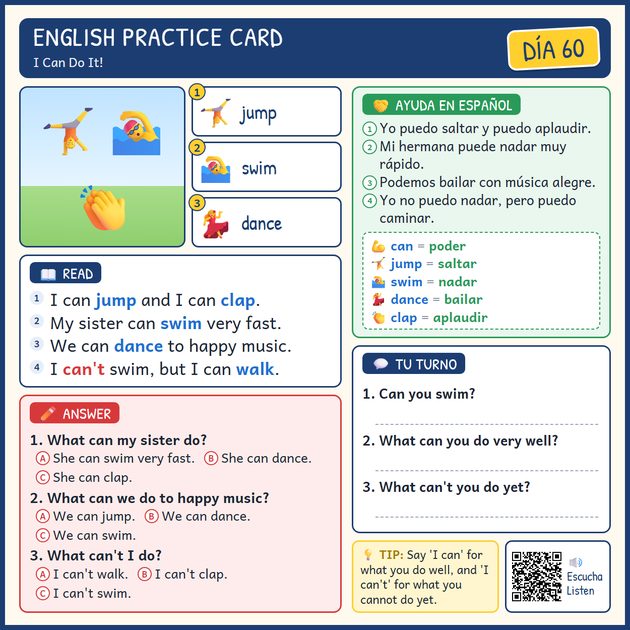 ENGLISH PRACTICE CARD
I Can Do It!
DÍA 60
1 jump
2 swim
3 dance
READ
1 I can jump and I can clap.
2 My sister can swim very fast.
3 We can dance to happy music.
4 I can't swim, but I can walk.
ANSWER
1. What can my sister do?
A She can swim very fast. B She can dance.
C She can clap.
2. What can we do to happy music?
A We can jump. B We can dance.
C We can swim.
3. What can't I do?
A I can't walk. B I can't clap.
C I can't swim.
AYUDA EN ESPAÑOL
1 Yo puedo saltar y puedo aplaudir.
2 Mi hermana puede nadar muy
rápido.
3 Podemos bailar con música alegre.
4 Yo no puedo nadar, pero puedo
caminar.
can = poder
jump = saltar
swim = nadar
dance = bailar
clap = aplaudir
TU TURNO
1. Can you swim?
2. What can you do very well?
3. What can't you do yet?
TIP: Say 'I can' for
what you do well, and 'I
can't' for what you
cannot do yet.
Escucha
Listen